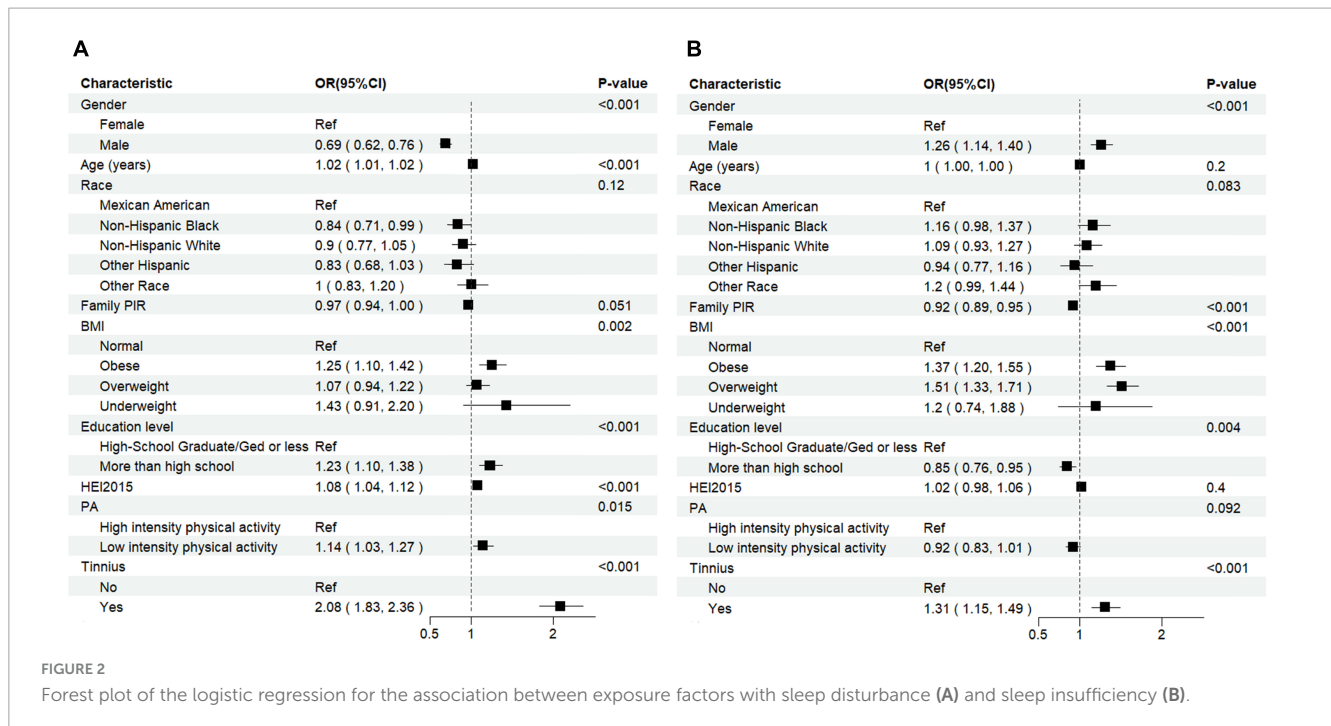 A
Characteristic OR(95%CI) P-value
Gender <0.001
Female Ref
Male 0.69 ( 0.62, 0.76 )
Age (years) 1.02 ( 1.01, 1.02 ) <0.001
Race 0.12
Mexican American Ref
Non-Hispanic Black 0.84 ( 0.71, 0.99 )
Non-Hispanic White 0.9 ( 0.77, 1.05 )
Other Hispanic 0.83 ( 0.68, 1.03 )
Other Race 1 ( 0.83, 1.20 )
Family PIR 0.97 ( 0.94, 1.00 ) 0.051
BMI 0.002
Normal Ref
Obese 1.25 ( 1.10, 1.42 )
Overweight 1.07 ( 0.94, 1.22 )
Underweight 1.43 ( 0.91, 2.20 )
Education level <0.001
High-School Graduate/Ged or less Ref
More than high school 1.23 ( 1.10, 1.38 )
HEI2015 1.08 ( 1.04, 1.12 ) <0.001
PA 0.015
High intensity physical activity Ref
Low intensity physical activity 1.14 ( 1.03, 1.27 )
Tinnius <0.001
No Ref
Yes 2.08 ( 1.83, 2.36 )
0.5 1 2
B
Characteristic OR(95%CI) P-value
Gender <0.001
Female Ref
Male 1.26 ( 1.14, 1.40 )
Age (years) 1 ( 1.00, 1.00 ) 0.2
Race 0.083
Mexican American Ref
Non-Hispanic Black 1.16 ( 0.98, 1.37 )
Non-Hispanic White 1.09 ( 0.93, 1.27 )
Other Hispanic 0.94 ( 0.77, 1.16 )
Other Race 1.2 ( 0.99, 1.44 )
Family PIR 0.92 ( 0.89, 0.95 ) <0.001
BMI <0.001
Normal Ref
Obese 1.37 ( 1.20, 1.55 )
Overweight 1.51 ( 1.33, 1.71 )
Underweight 1.2 ( 0.74, 1.88 )
Education level 0.004
High-School Graduate/Ged or less Ref
More than high school 0.85 ( 0.76, 0.95 )
HEI2015 1.02 ( 0.98, 1.06 ) 0.4
PA 0.092
High intensity physical activity Ref
Low intensity physical activity 0.92 ( 0.83, 1.01 )
Tinnius <0.001
No Ref
Yes 1.31 ( 1.15, 1.49 )
0.5 1 2
FIGURE 2
Forest plot of the logistic regression for the association between exposure factors with sleep disturbance (A) and sleep insufficiency (B).